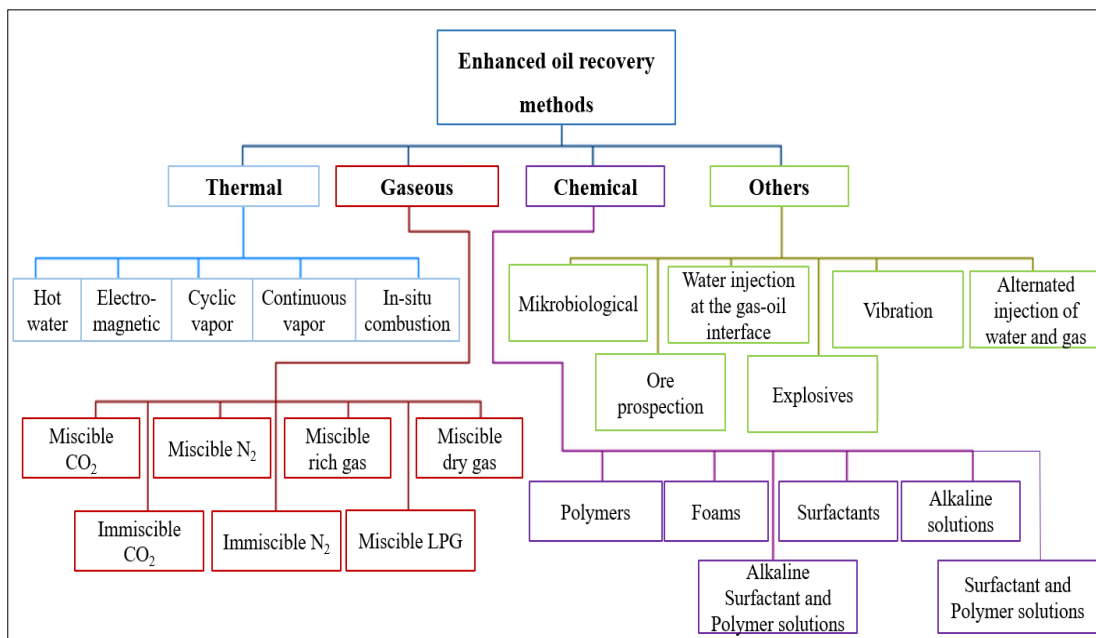 Enhanced oil recovery
methods
Thermal
Gaseous
Chemical
Others
Hot
water
Electro-
magnetic
Cyclic
vapor
Continuous
vapor
In-situ
combustion
Mikrobiological
Water injection
at the gas-oil
interface
Vibration
Alternated
injection of
water and gas
Ore
prospection
Explosives
Miscible
CO₂
Miscible N₂
Miscible
rich gas
Miscible
dry gas
Immiscible
CO₂
Immiscible N₂
Miscible LPG
Polymers
Foams
Surfactants
Alkaline
solutions
Alkaline
Surfactant and
Polymer solutions
Surfactant and
Polymer solutions